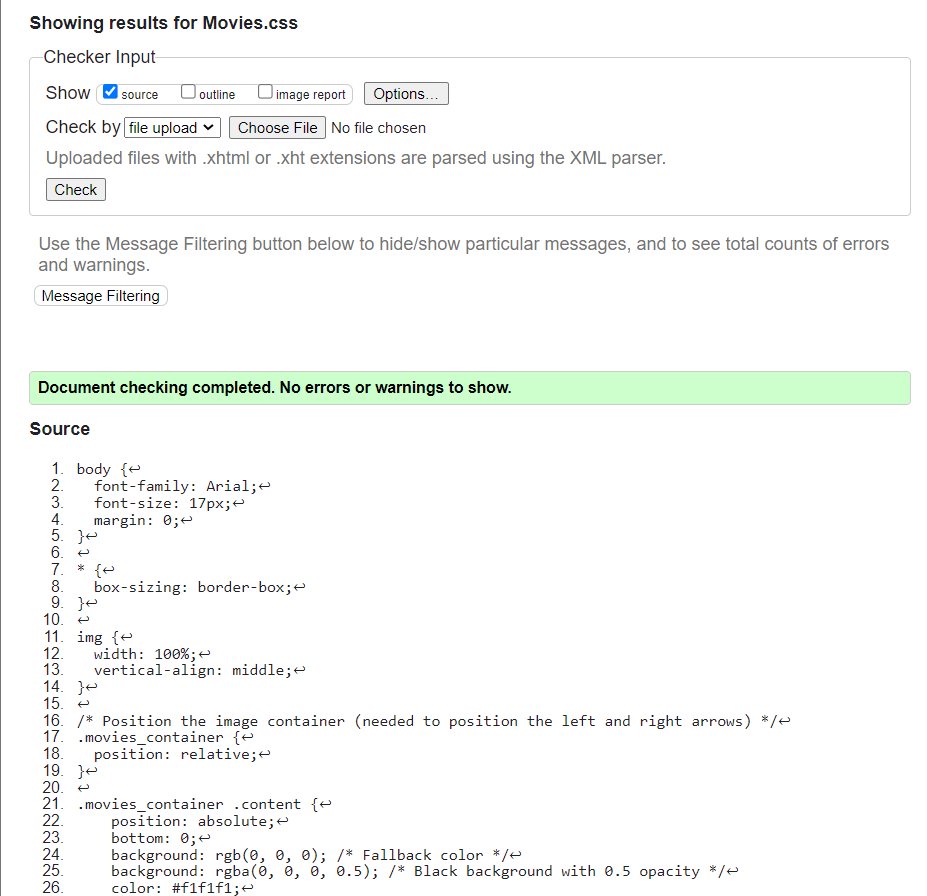 Showing results for Movies.css
Checker Input
Show source outline image report Options...
Check by file upload Choose File No file chosen
Uploaded files with .xhtml or .xht extensions are parsed using the XML parser.
Check
Use the Message Filtering button below to hide/show particular messages, and to see total counts of errors
and warnings.
Message Filtering
Document checking completed. No errors or warnings to show.
Source
1. body {↩
2. font-family: Arial;↩
3. font-size: 17px;↩
4. margin: 0;↩
5. }↩
6. ↩
7. * {↩
8. box-sizing: border-box;↩
9. }↩
10. ↩
11. img {↩
12. width: 100%;↩
13. vertical-align: middle;↩
14. }↩
15. ↩
16. /* Position the image container (needed to position the left and right arrows) */↩
17. .movies_container {↩
18. position: relative;↩
19. }↩
20. ↩
21. .movies_container .content {↩
22. position: absolute;↩
23. bottom: 0;↩
24. background: rgb(0, 0, 0); /* Fallback color */↩
25. background: rgba(0, 0, 0, 0.5); /* Black background with 0.5 opacity */↩
26. color: #f1f1f1;↩